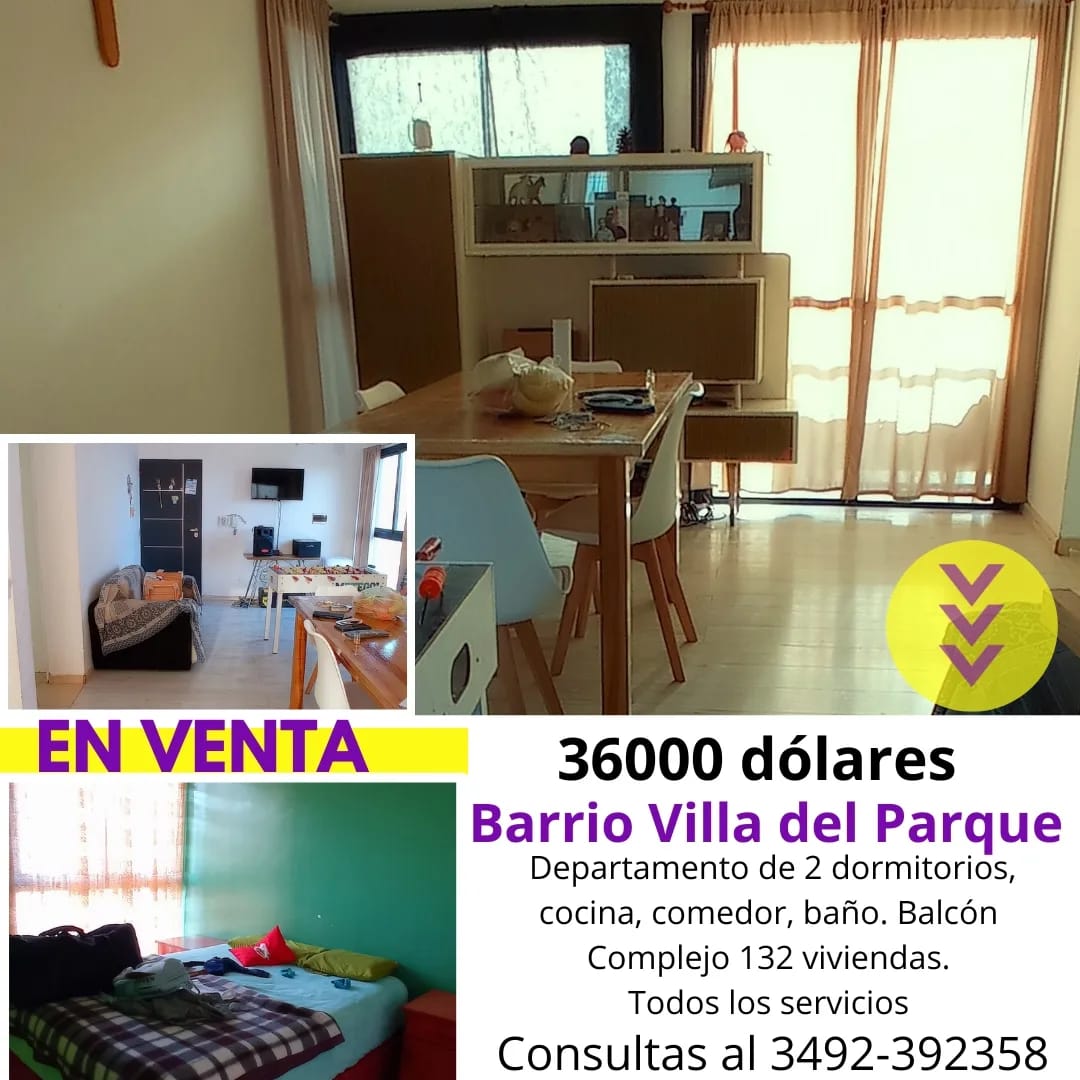 EN VENTA
36000 dólares
Barrio Villa del Parque
Departamento de 2 dormitorios,
cocina, comedor, baño. Balcón
Complejo 132 viviendas.
Todos los servicios
Consultas al 3492-392358